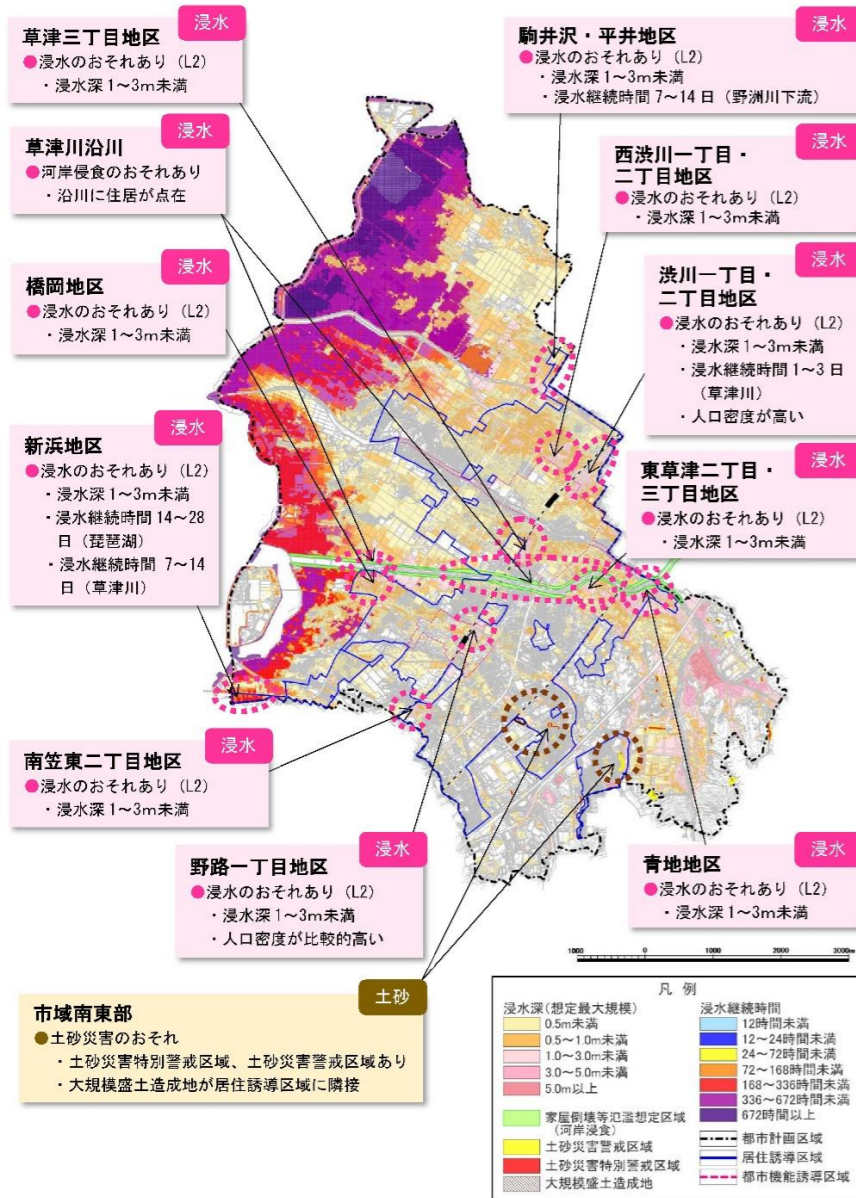 浸水
草津三丁目地区
●浸水のおそれあり（L2）
・浸水深1～3m未満
浸水
草津川沿川
●河岸侵食のおそれあり
・沿川に住居が点在
浸水
橋岡地区
●浸水のおそれあり（L2）
・浸水深1～3m未満
浸水
新浜地区
●浸水のおそれあり（L2）
・浸水深1～3m未満
・浸水継続時間14～28
日（琵琶湖）
・浸水継続時間 7～14
日（草津川）
浸水
南笠東二丁目地区
●浸水のおそれあり（L2）
・浸水深1～3m未満
浸水
野路一丁目地区
●浸水のおそれあり（L2）
・浸水深1～3m未満
・人口密度が比較的高い
土砂
市域南東部
●土砂災害のおそれ
・土砂災害特別警戒区域、土砂災害警戒区域あり
・大規模盛土造成地が居住誘導区域に隣接
浸水
駒井沢・平井地区
●浸水のおそれあり（L2）
・浸水深1～3m未満
・浸水継続時間7～14日（野洲川下流）
浸水
西渋川一丁目・
二丁目地区
●浸水のおそれあり（L2）
・浸水深1～3m未満
浸水
渋川一丁目・
二丁目地区
●浸水のおそれあり（L2）
・浸水深1～3m未満
・浸水継続時間1～3日
（草津川）
・人口密度が高い
浸水
東草津二丁目・
三丁目地区
●浸水のおそれあり（L2）
・浸水深1～3m未満
浸水
青地地区
●浸水のおそれあり（L2）
・浸水深1～3m未満
1000 0 1000 2000 3000m
凡 例
浸水深(想定最大規模)
0.5m未満
0.5～1.0m未満
1.0～3.0m未満
3.0～5.0m未満
5.0m以上
家屋倒壊等氾濫想定区域
（河岸侵食）
土砂災害警戒区域
土砂災害特別警戒区域
大規模盛土造成地
浸水継続時間
12時間未満
12～24時間未満
24～72時間未満
72～168時間未満
168～336時間未満
336～672時間未満
672時間以上
都市計画区域
居住誘導区域
都市機能誘導区域